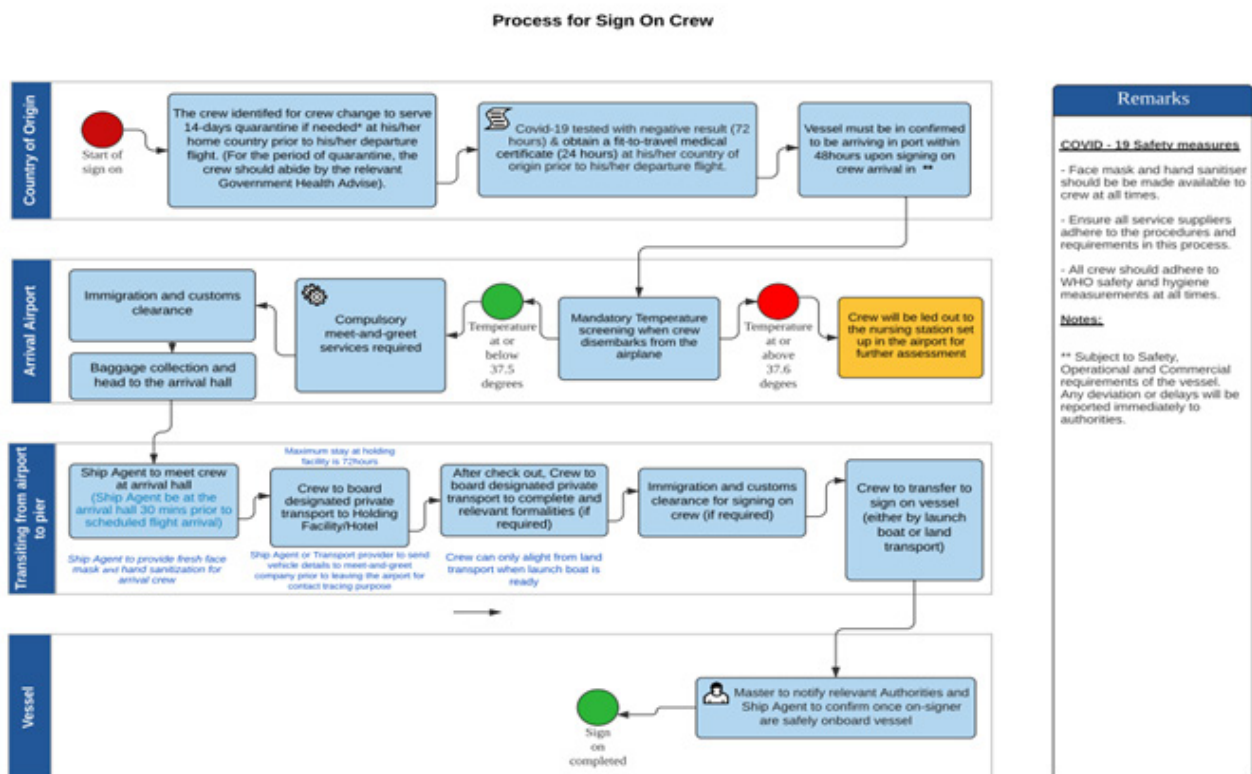 Process for Sign On Crew
Country of Origin
Start of
sign on
The crew identifed for crew change to serve
14-days quarantine if needed* at his/her
home country prior to his/her departure
flight. (For the period of quarantine, the
crew should abide by the relevant
Government Health Advise).
Covid-19 tested with negative result (72
hours) & obtain a fit-to-travel medical
certificate (24 hours) at his/her country of
origin prior to his/her departure flight.
Vessel must be in confirmed
to be arriving in port within
48hours upon signing on
crew arrival in **
Arrival Airport
Immigration and customs
clearance
Baggage collection and
head to the arrival hall
Compulsory
meet-and-greet
services required
Temperature
at or
below
37.5
degrees
Mandatory Temperature
screening when crew
disembarks from the
airplane
Temperature
at or
above
37.6
degrees
Crew will be led out to
the nursing station set
up in the airport for
further assessment
Transiting from airport
to pier
Ship Agent to meet crew
at arrival hall
(Ship Agent be at the
arrival hall 30 mins prior to
scheduled flight arrival)
Ship Agent to provide fresh face
mask and hand sanitization for
arrival crew
Maximum stay at holding
facility is 72hours
Crew to board
designated private
transport to Holding
Facility/Hotel
Ship Agent or Transport provider to send
vehicle details to meet-and-greet
company prior to leaving the airport for
contact tracing purpose
After check out, Crew to
board designated private
transport to complete and
relevant formalities (if
required)
Crew can only alight from land
transport when launch boat is
ready
Immigration and customs
clearance for signing on
crew (if required)
Crew to transfer to
sign on vessel
(either by launch
boat or land
transport)
Vessel
Sign
on
completed
Master to notify relevant Authorities and
Ship Agent to confirm once on-signer
are safely onboard vessel
Remarks
COVID - 19 Safety measures
- Face mask and hand sanitiser
should be be made available to
crew at all times.
- Ensure all service suppliers
adhere to the procedures and
requirements in this process.
- All crew should adhere to
WHO safety and hygiene
measurements at all times.
Notes:
** Subject to Safety,
Operational and Commercial
requirements of the vessel.
Any deviation or delays will be
reported immediately to
authorities.